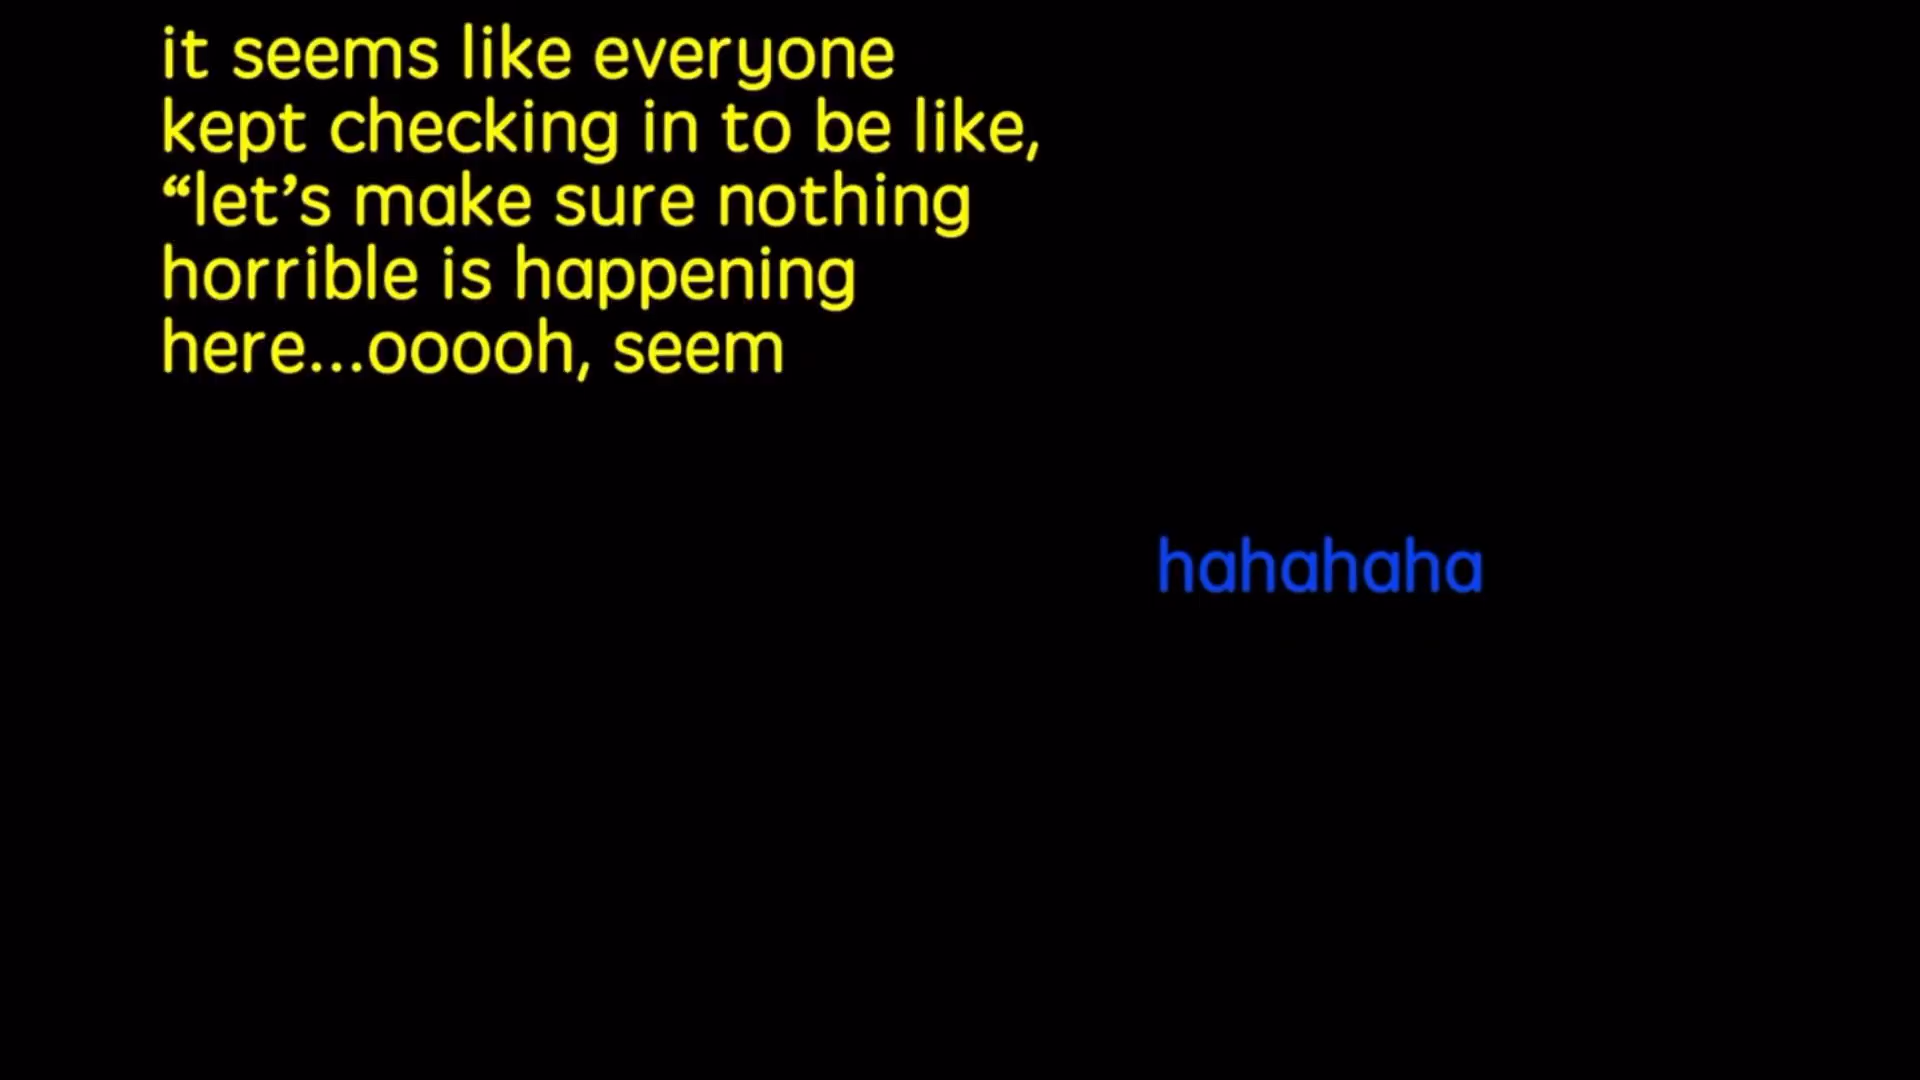 it seems like everyone
kept checking in to be like,
“let’s make sure nothing
horrible is happening
here...ooooh, seem
hahahaha